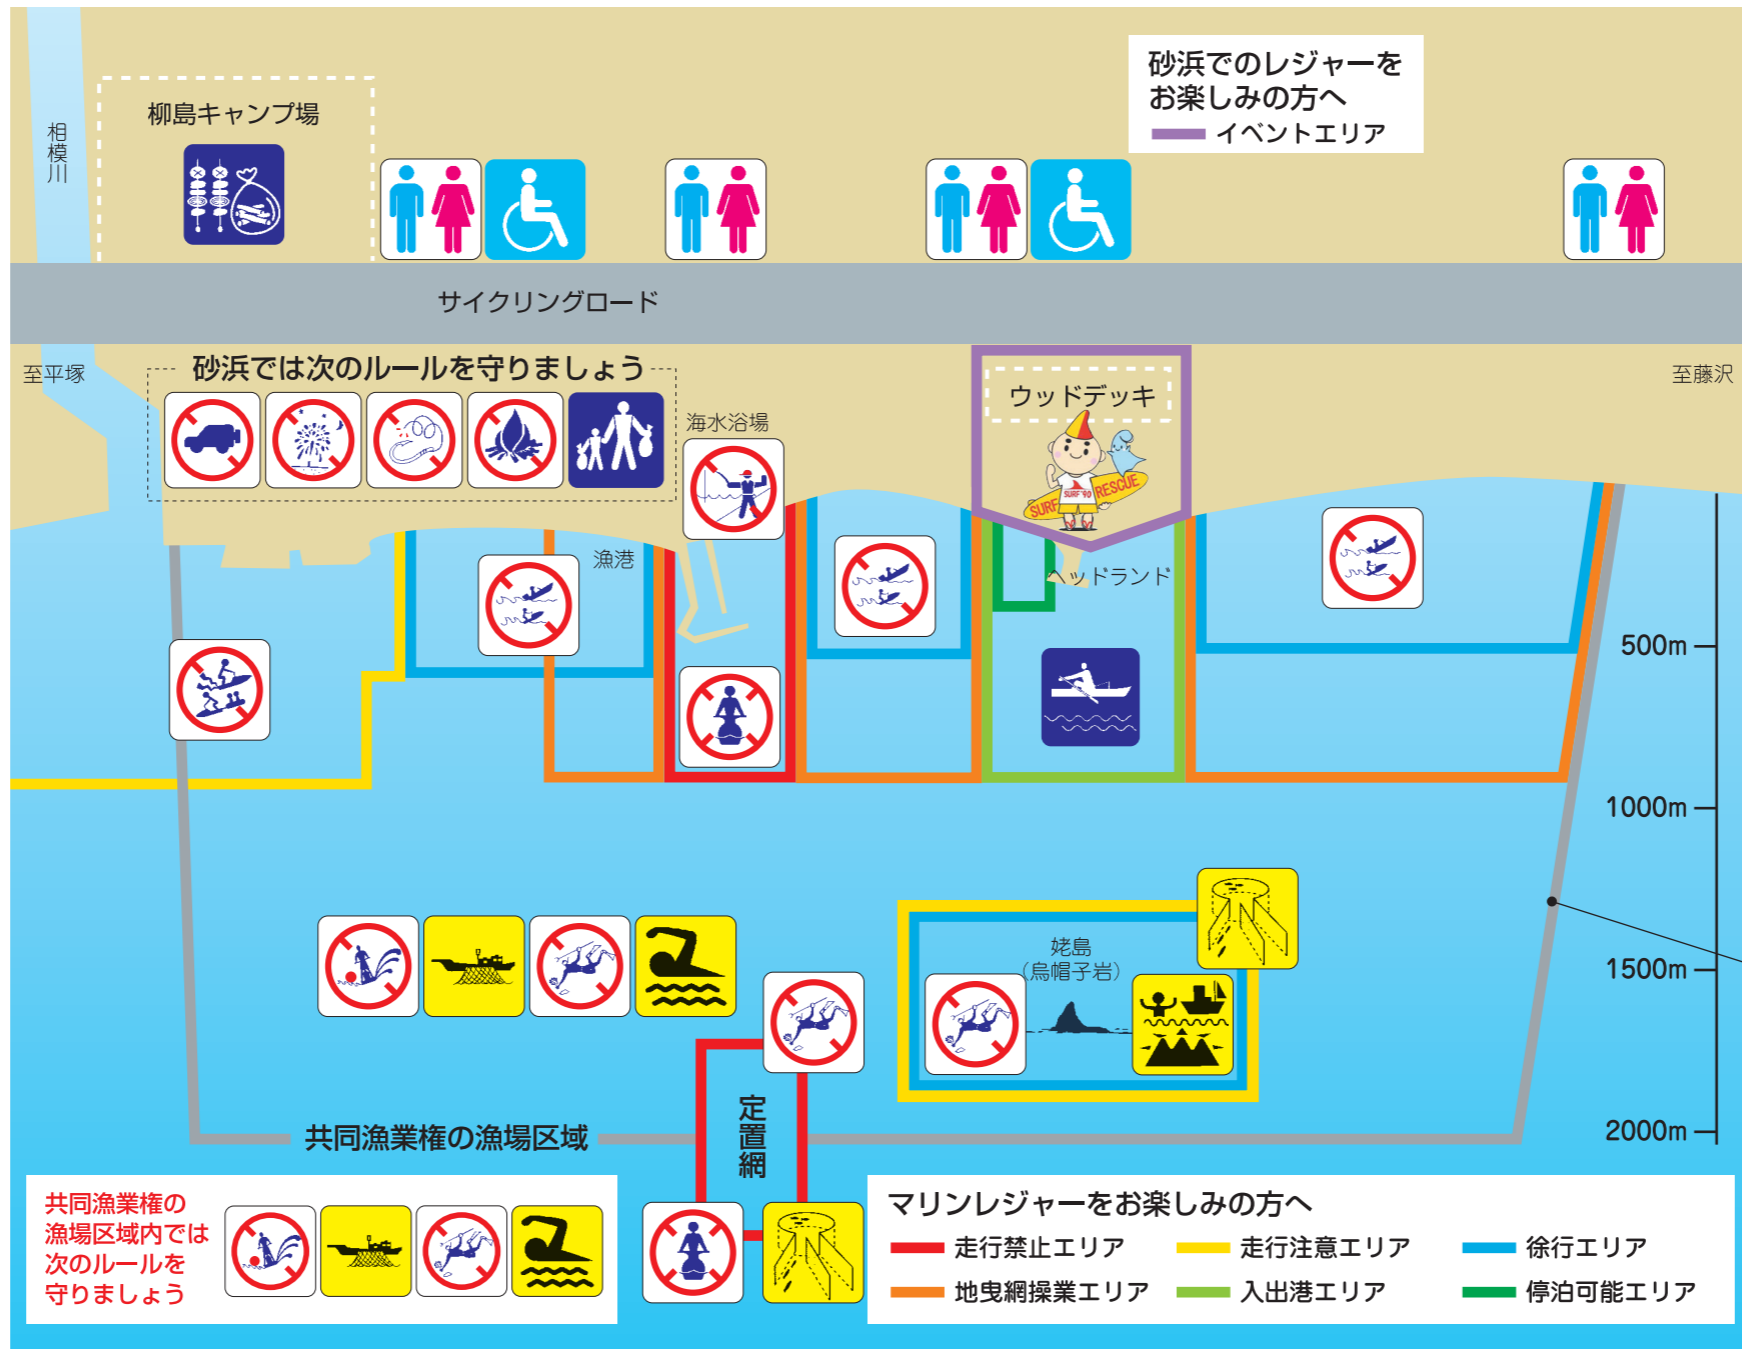 砂浜でのレジャーを
お楽しみの方へ
イベントエリア
柳島キャンプ場
相模川
サイクリングロード
至平塚
至藤沢
砂浜では次のルールを守りましょう
海水浴場
ウッドデッキ
SURF RESCUE
SURF'90
漁港
ヘッドランド
500m
1000m
1500m
2000m
姥島
(烏帽子岩)
定置網
共同漁業権の漁場区域
共同漁業権の
漁場区域内では
次のルールを
守りましょう
マリンレジャーをお楽しみの方へ
走行禁止エリア 走行注意エリア 徐行エリア
地曳網操業エリア 入出港エリア 停泊可能エリア